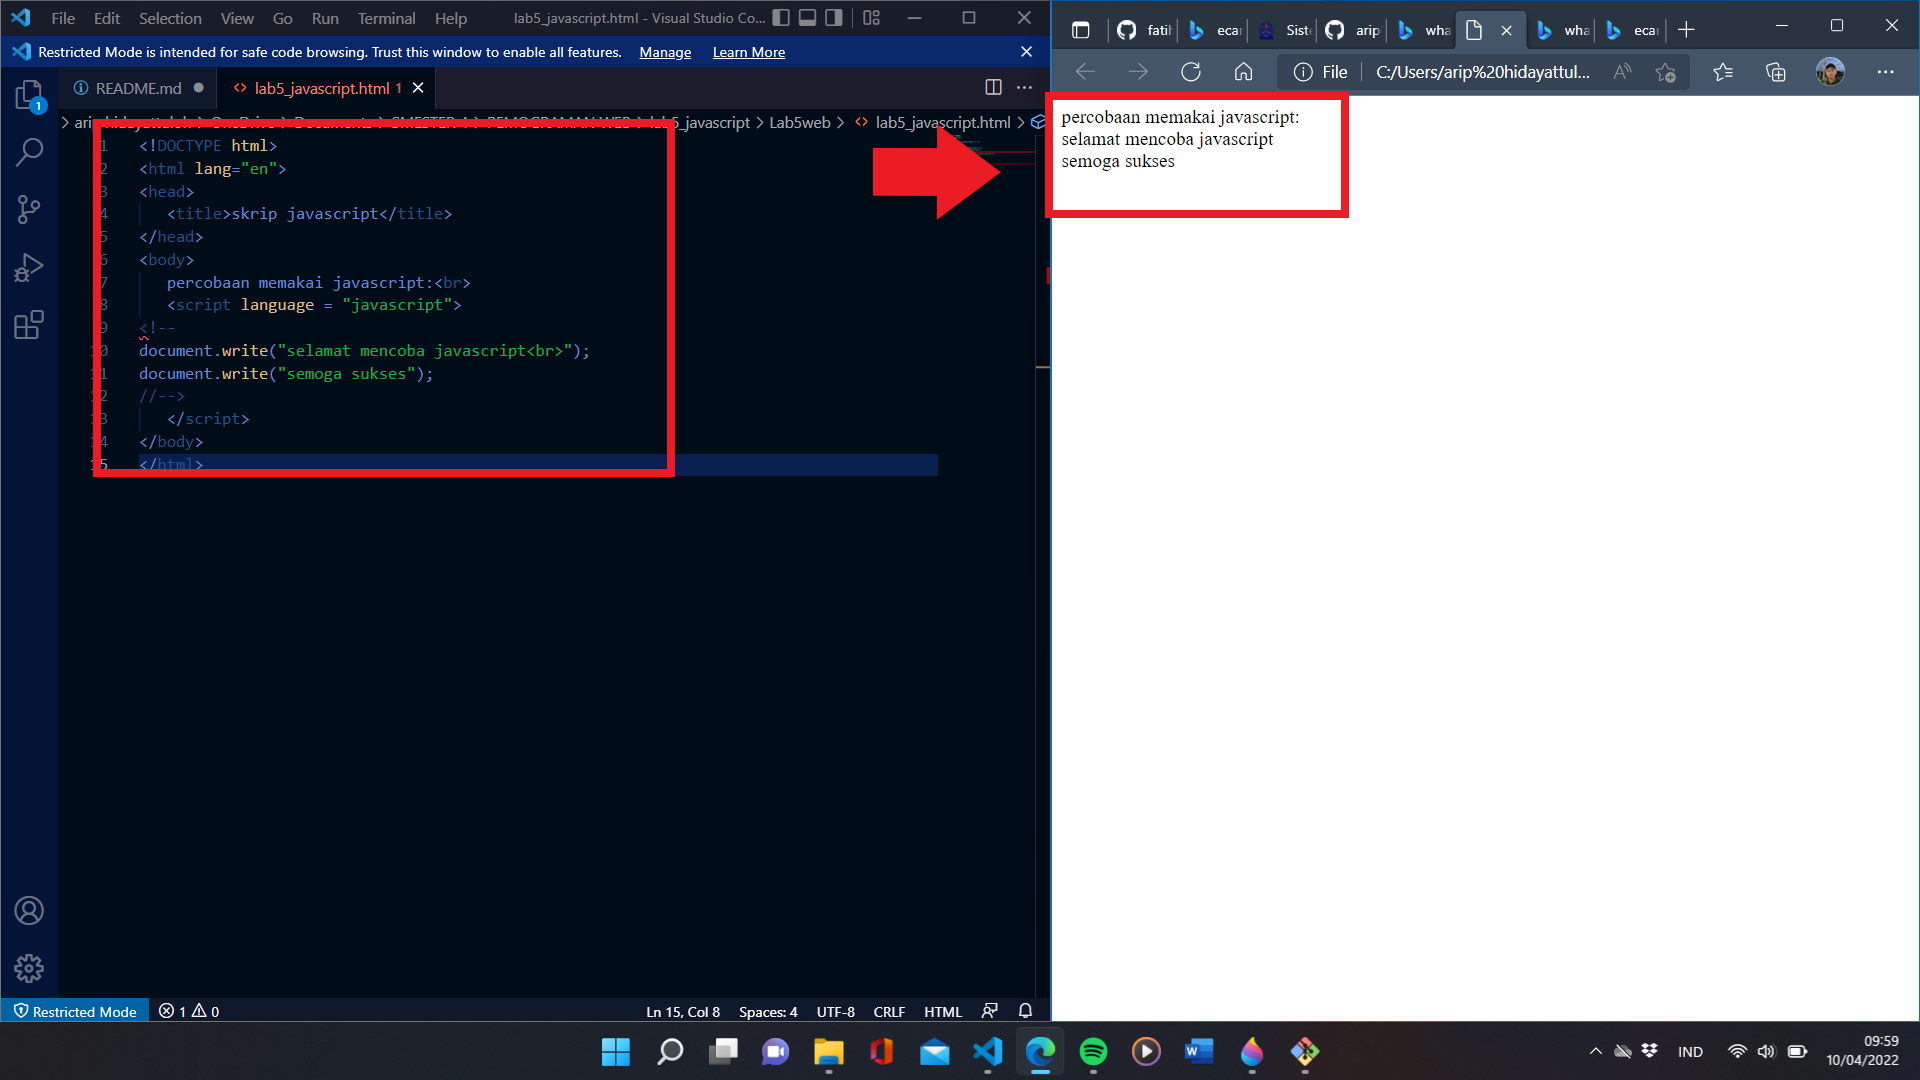 File Edit Selection View Go Run Terminal Help lab5_javascript.html - Visual Studio Co...
Restricted Mode is intended for safe code browsing. Trust this window to enable all features. Manage Learn More
README.md lab5_javascript.html 1
lab5_javascript > Lab5web > lab5_javascript.html >
1 <!DOCTYPE html>
2 <html lang="en">
3 <head>
4 <title>skrip javascript</title>
5 </head>
6 <body>
7 percobaan memakai javascript:<br>
8 <script language = "javascript">
9 <!--
10 document.write("selamat mencoba javascript<br>");
11 document.write("semoga sukses");
12 //-->
13 </script>
14 </body>
15 </html>
Restricted Mode 1 0 Ln 15, Col 8 Spaces: 4 UTF-8 CRLF HTML
fatil ecar Sist arip wha wha ecar
File C:/Users/arip%20hidayattul...
percobaan memakai javascript:
selamat mencoba javascript
semoga sukses
1
IND 09:59
10/04/2022